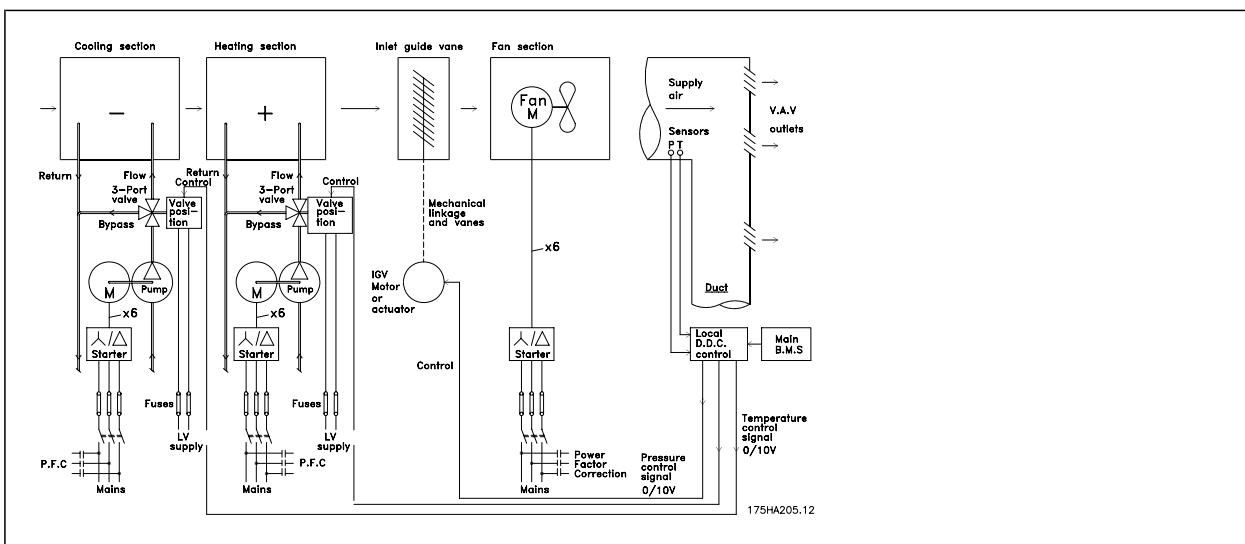 Cooling section
Heating section
Inlet guide vane
Fan section
-
+
Fan
M
Supply
air
Sensors
P T
V.A.V
outlets
Return
Flow
3-Port
valve
Bypass
Return
Control
Valve
posi-
tion
Flow
3-Port
valve
Bypass
Control
Valve
posi-
tion
Mechanical
linkage
and vanes
x6
M
Pump
x6
Starter
M
Pump
x6
Starter
IGV
Motor
or
actuator
Starter
Duct
Local
D.D.C.
control
Main
B.M.S
Control
Fuses
LV
supply
Fuses
LV
supply
Temperature
control
signal
0/10V
P.F.C
Mains
P.F.C
Mains
Power
Factor
Correction
Mains
Pressure
control
signal
0/10V
175HA205.12